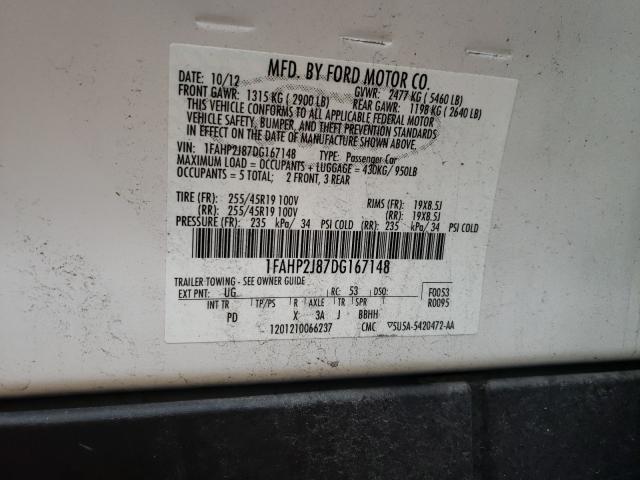 MFD. BY FORD MOTOR CO.
DATE: 10/12 GVWR: 2477 KG ( 5460 LB)
FRONT GAWR: 1315 KG ( 2900 LB) REAR GAWR: 1198 KG ( 2640 LB)
THIS VEHICLE CONFORMS TO ALL APPLICABLE FEDERAL MOTOR
VEHICLE SAFETY, BUMPER, AND THEFT PREVENTION STANDARDS
IN EFFECT ON THE DATE OF MANUFACTURE SHOWN ABOVE.
VIN: 1FAHP2J87DG167148 TYPE: Passenger Car
MAXIMUM LOAD = OCCUPANTS + LUGGAGE = 430KG/ 950LB
OCCUPANTS = 5 TOTAL; 2 FRONT, 3 REAR
TIRE (FR): 255/45R19 100V RIMS (FR): 19X8.5J
(RR): 255/45R19 100V (RR): 19X8.5J
PRESSURE (FR): 235 kPa/ 34 PSI COLD (RR): 235 kPa/ 34 PSI COLD
1FAHP2J87DG167148
TRAILER TOWING - SEE OWNER GUIDE
EXT PNT: UG RC: 53 DSO: F0053
INT TR TP/PS R AXLE TR SPR R0095
PD X 3A J BBHH
1201210066237 CMC ▽5U5A-5420472-AA